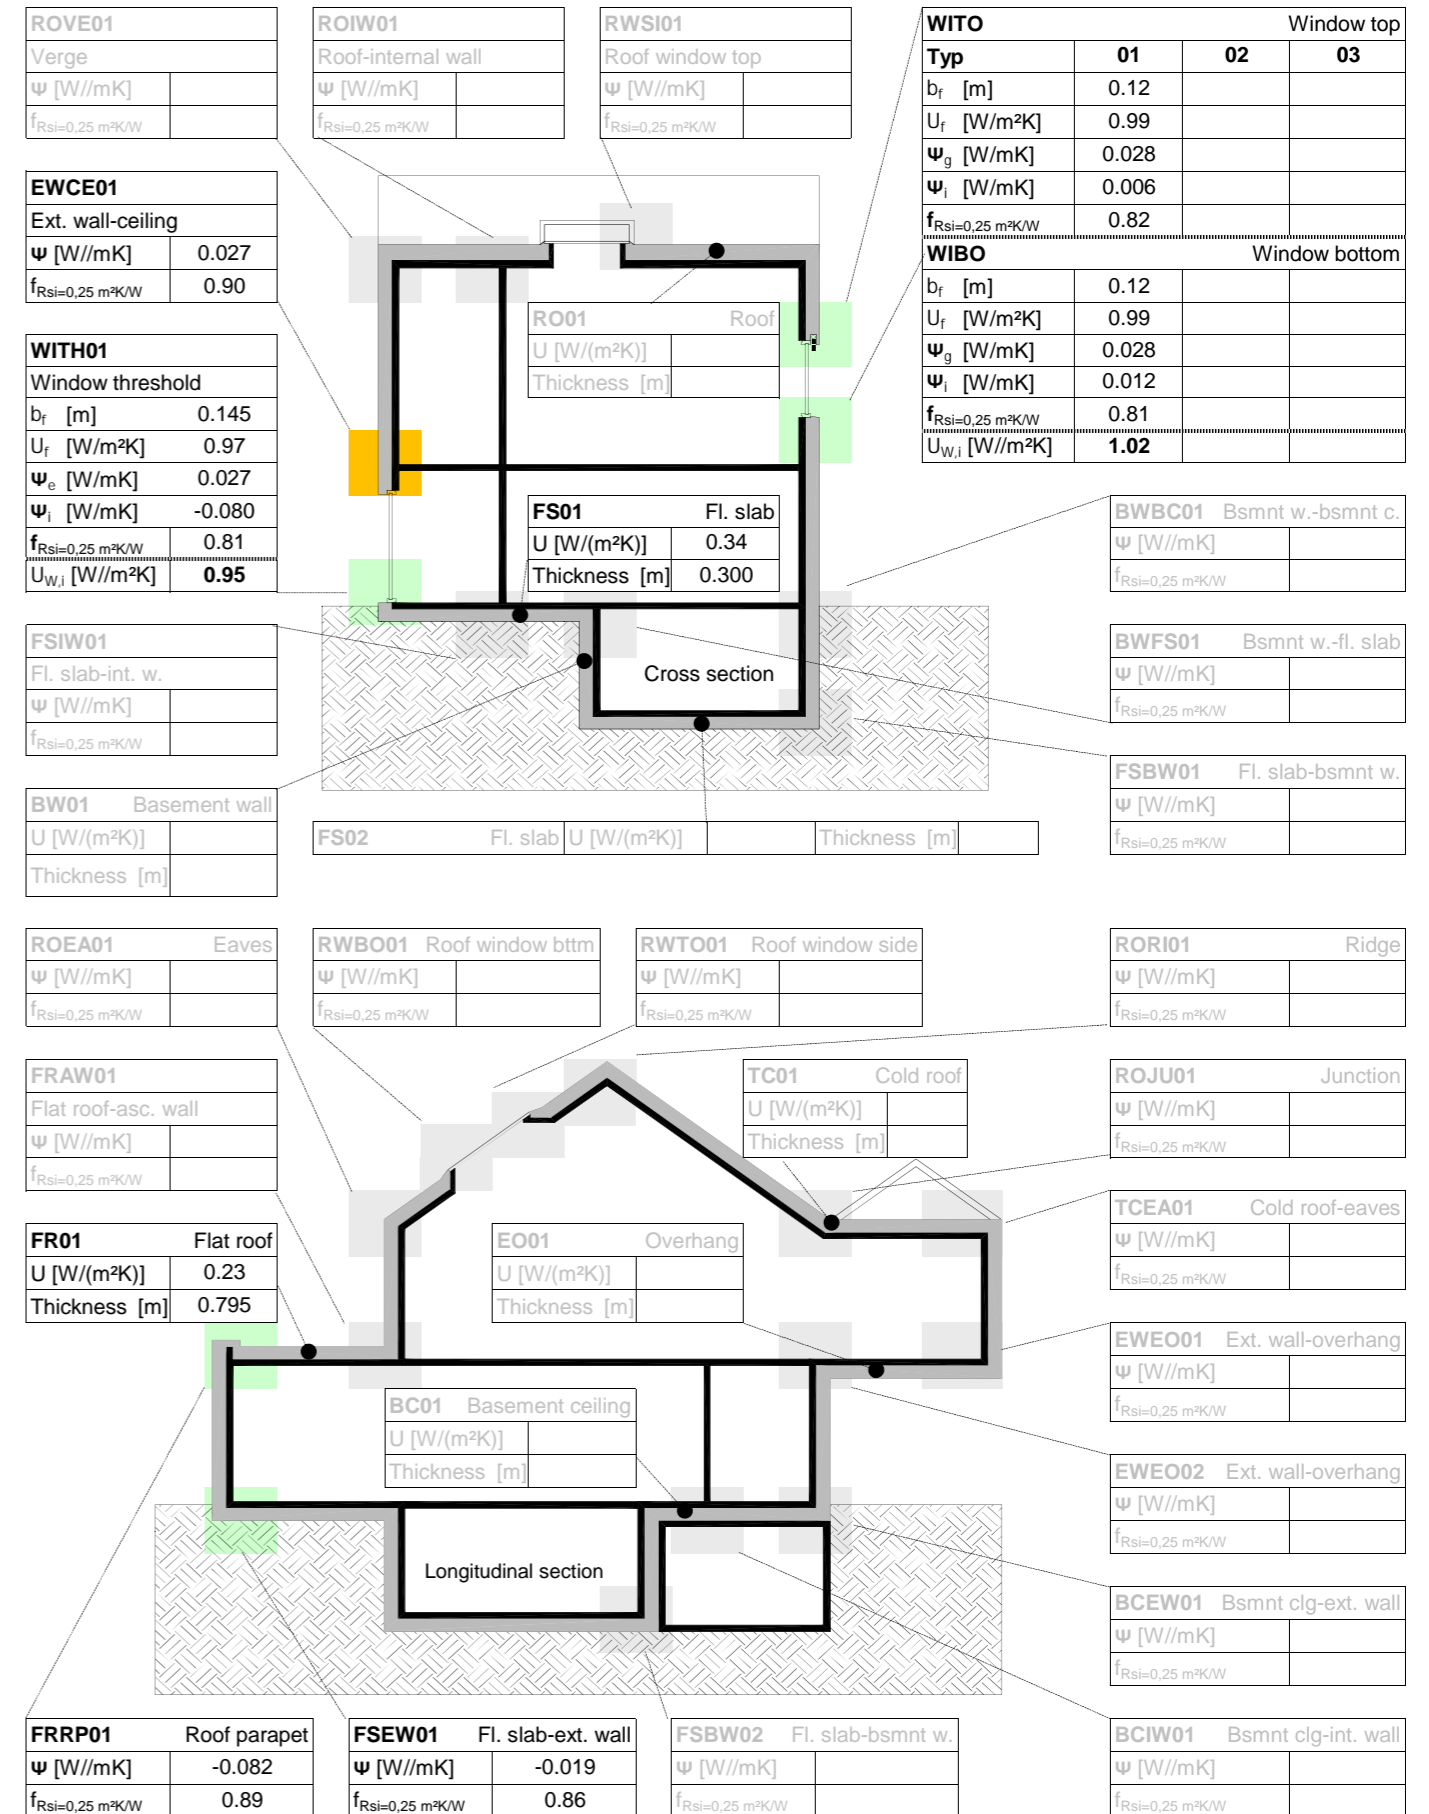 ROVE01
Verge
Ψ [W//mK]
fRsi=0,25 m²K/W
ROIW01
Roof-internal wall
Ψ [W//mK]
fRsi=0,25 m²K/W
RWSI01
Roof window top
Ψ [W//mK]
fRsi=0,25 m²K/W
WITO Window top
Typ 01 02 03
bf [m] 0.12
Uf [W/m²K] 0.99
Ψg [W/mK] 0.028
Ψi [W/mK] 0.006
fRsi=0,25 m²K/W 0.82
WIBO Window bottom
bf [m] 0.12
Uf [W/m²K] 0.99
Ψg [W/mK] 0.028
Ψi [W/mK] 0.012
fRsi=0,25 m²K/W 0.81
UW,i [W//m²K] 1.02
EWCE01
Ext. wall-ceiling
Ψ [W//mK] 0.027
fRsi=0,25 m²K/W 0.90
WITH01
Window threshold
bf [m] 0.145
Uf [W/m²K] 0.97
Ψe [W/mK] 0.027
Ψi [W/mK] -0.080
fRsi=0,25 m²K/W 0.81
UW,i [W//m²K] 0.95
RO01 Roof
U [W/(m²K)]
Thickness [m]
FS01 Fl. slab
U [W/(m²K)] 0.34
Thickness [m] 0.300
BWBC01 Bsmnt w.-bsmnt c.
Ψ [W//mK]
fRsi=0,25 m²K/W
FSIW01
Fl. slab-int. w.
Ψ [W//mK]
fRsi=0,25 m²K/W
Cross section
BWFS01 Bsmnt w.-fl. slab
Ψ [W//mK]
fRsi=0,25 m²K/W
FSBW01 Fl. slab-bsmnt w.
Ψ [W//mK]
fRsi=0,25 m²K/W
BW01 Basement wall
U [W/(m²K)]
Thickness [m]
FS02 Fl. slab U [W/(m²K)] Thickness [m]
ROEA01 Eaves
Ψ [W//mK]
fRsi=0,25 m²K/W
RWBO01 Roof window bttm
Ψ [W//mK]
fRsi=0,25 m²K/W
RWTO01 Roof window side
Ψ [W//mK]
fRsi=0,25 m²K/W
RORI01 Ridge
Ψ [W//mK]
fRsi=0,25 m²K/W
FRAW01
Flat roof-asc. wall
Ψ [W//mK]
fRsi=0,25 m²K/W
TC01 Cold roof
U [W/(m²K)]
Thickness [m]
ROJU01 Junction
Ψ [W//mK]
fRsi=0,25 m²K/W
TCEA01 Cold roof-eaves
Ψ [W//mK]
fRsi=0,25 m²K/W
FR01 Flat roof
U [W/(m²K)] 0.23
Thickness [m] 0.795
EO01 Overhang
U [W/(m²K)]
Thickness [m]
EWEO01 Ext. wall-overhang
Ψ [W//mK]
fRsi=0,25 m²K/W
BC01 Basement ceiling
U [W/(m²K)]
Thickness [m]
EWEO02 Ext. wall-overhang
Ψ [W//mK]
fRsi=0,25 m²K/W
Longitudinal section
BCEW01 Bsmnt clg-ext. wall
Ψ [W//mK]
fRsi=0,25 m²K/W
FRRP01 Roof parapet
Ψ [W//mK] -0.082
fRsi=0,25 m²K/W 0.89
FSEW01 Fl. slab-ext. wall
Ψ [W//mK] -0.019
fRsi=0,25 m²K/W 0.86
FSBW02 Fl. slab-bsmnt w.
Ψ [W//mK]
fRsi=0,25 m²K/W
BCIW01 Bsmnt clg-int. wall
Ψ [W//mK]
fRsi=0,25 m²K/W